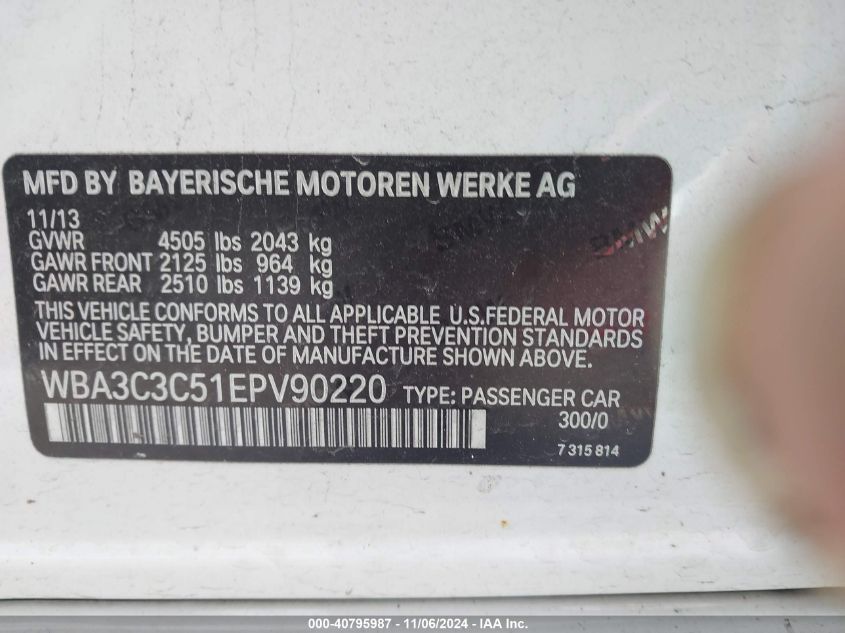 MFD BY BAYERISCHE MOTOREN WERKE AG
11/13
GVWR 4505 lbs 2043 kg
GAWR FRONT 2125 lbs 964 kg
GAWR REAR 2510 lbs 1139 kg
THIS VEHICLE CONFORMS TO ALL APPLICABLE U.S.FEDERAL MOTOR
VEHICLE SAFETY, BUMPER AND THEFT PREVENTION STANDARDS
IN EFFECT ON THE DATE OF MANUFACTURE SHOWN ABOVE.
WBA3C3C51EPV90220 TYPE: PASSENGER CAR
300/0
7 315 814
BMW
000-40795987 - 11/06/2024 - IAA Inc.